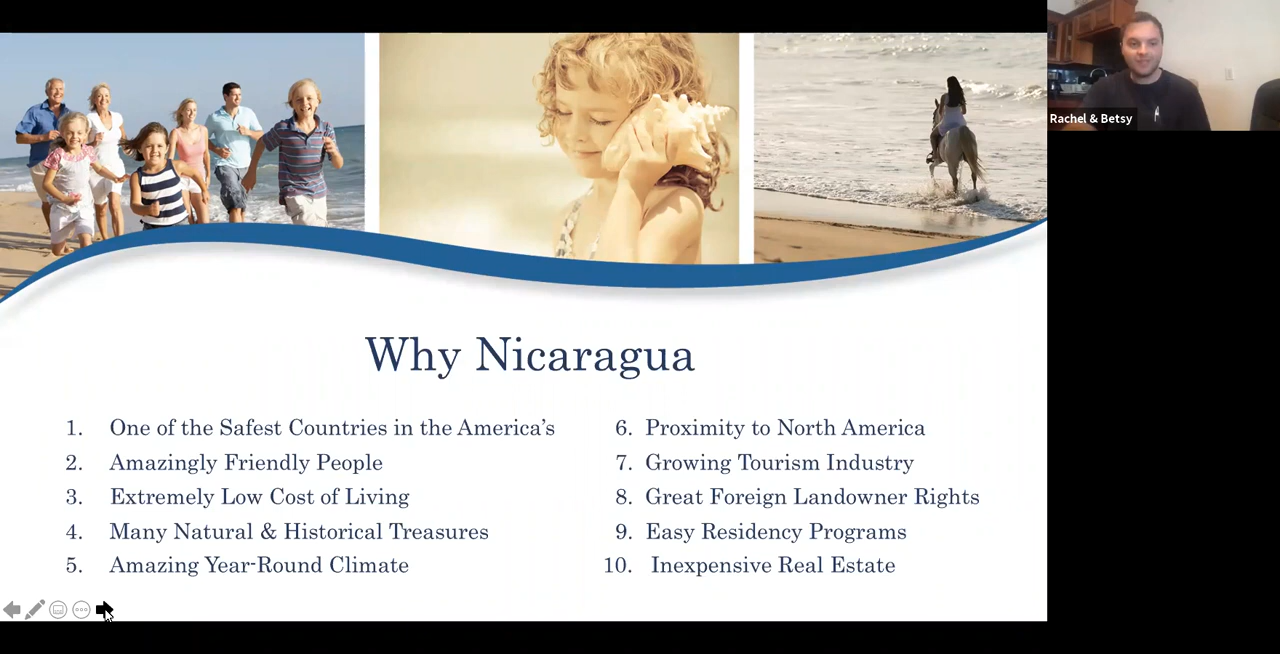 Rachel & Betsy
Why Nicaragua
1. One of the Safest Countries in the America's
2. Amazingly Friendly People
3. Extremely Low Cost of Living
4. Many Natural & Historical Treasures
5. Amazing Year-Round Climate
6. Proximity to North America
7. Growing Tourism Industry
8. Great Foreign Landowner Rights
9. Easy Residency Programs
10. Inexpensive Real Estate